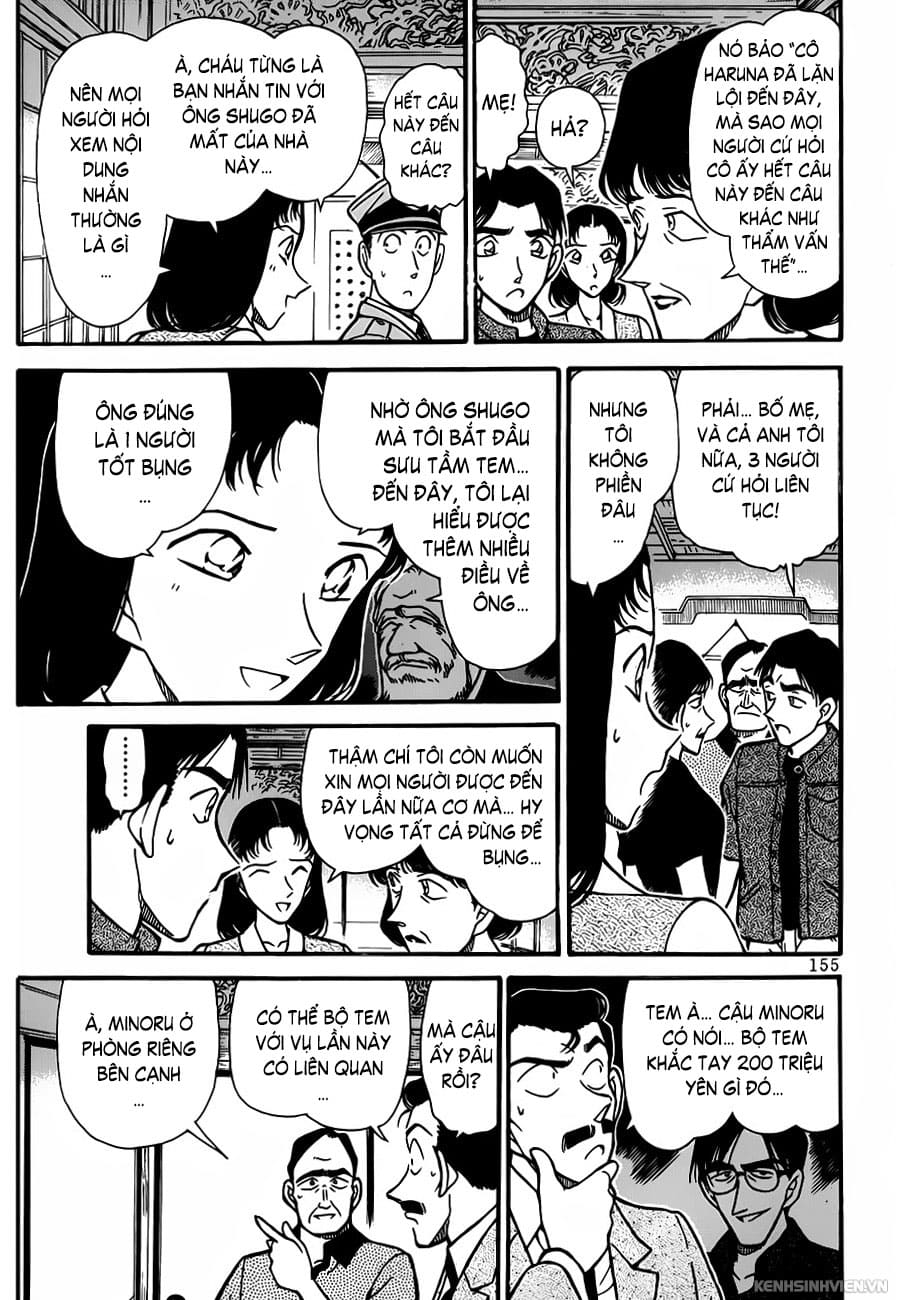 NÓ BẢO “CÔ
HARUNA ĐÃ LẶN
LỘI ĐẾN ĐÂY,
MÀ SAO MỌI
NGƯỜI CỨ HỎI
CÔ ẤY HẾT CÂU
NÀY ĐẾN CÂU
KHÁC NHƯ
THẨM VẤN
THẾ”...
HẢ?
MẸ!
HẾT CÂU
NÀY ĐẾN
CÂU
KHÁC?
À, CHÁU TỪNG LÀ
BẠN NHẮN TIN VỚI
ÔNG SHUGO ĐÃ
MẤT CỦA NHÀ
NÀY...
NÊN MỌI
NGƯỜI HỎI
XEM NỘI
DUNG
NHẮN
THƯỜNG
LÀ GÌ
...
PHẢI... BỐ MẸ,
VÀ CẢ ANH TÔI
NỮA, 3 NGƯỜI
CỨ HỎI LIÊN
TỤC!
NHƯNG
TÔI
KHÔNG
PHIỀN
ĐÂU
...
NHỜ ÔNG SHUGO
MÀ TÔI BẮT ĐẦU
SƯU TẦM TEM...
ĐẾN ĐÂY, TÔI LẠI
HIỂU ĐƯỢC
THÊM NHIỀU
ĐIỀU VỀ
ÔNG...
ÔNG ĐÚNG
LÀ 1 NGƯỜI
TỐT BỤNG
...
THẬM CHÍ TÔI CÒN MUỐN
XIN MỌI NGƯỜI ĐƯỢC ĐẾN
ĐÂY LẦN NỮA CƠ MÀ... HY
VỌNG TẤT CẢ ĐỪNG ĐỂ
BỤNG...
......
155
TEM À... CẬU MINORU
CÓ NÓI... BỘ TEM
KHẮC TAY 200 TRIỆU
YÊN GÌ ĐÓ...
MÀ CẬU
ẤY ĐÂU
RỒI?
CÓ THỂ BỘ TEM
VỚI VỤ LẦN NÀY
CÓ LIÊN QUAN
...
À, MINORU Ở
PHÒNG RIÊNG
BÊN CẠNH
...
KENHSINHVIEN.VN